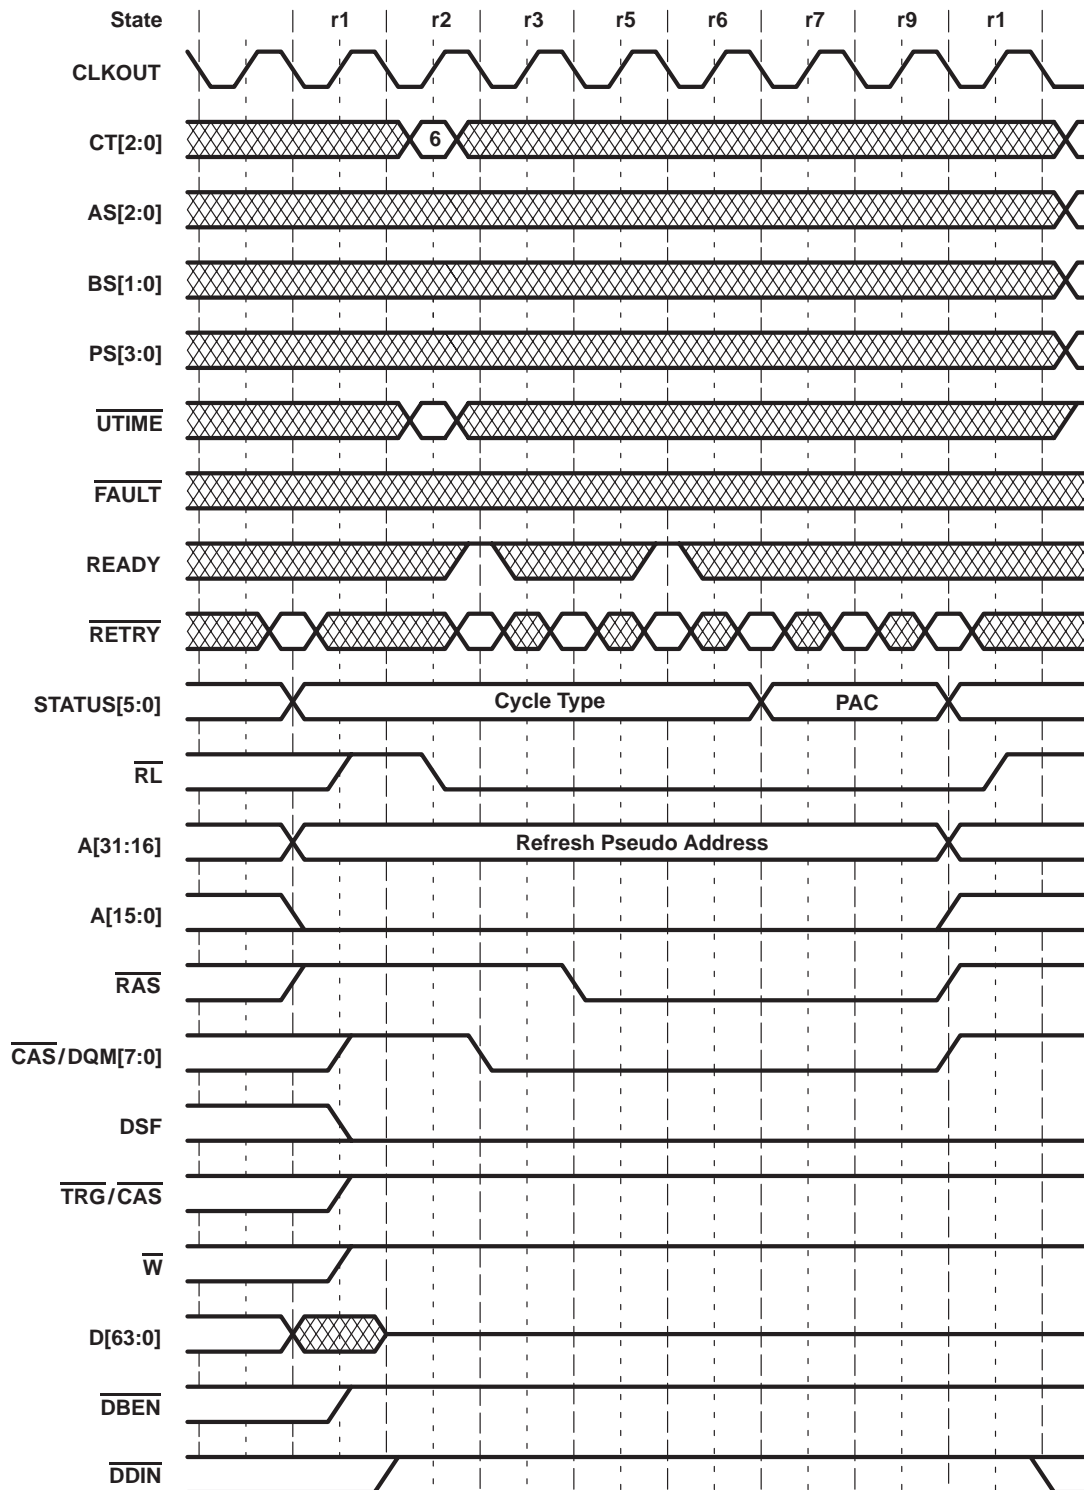 State r1 r2 r3 r5 r6 r7 r9 r1
CLKOUT
CT[2:0] 6
AS[2:0]
BS[1:0]
PS[3:0]
UTIME
FAULT
READY
RETRY
STATUS[5:0] Cycle Type PAC
RL
A[31:16] Refresh Pseudo Address
A[15:0]
RAS
CAS/DQM[7:0]
DSF
TRG/CAS
W
D[63:0]
DBEN
DDIN